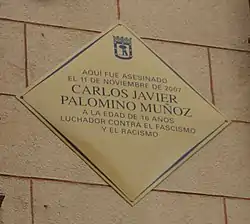 AQUÍ FUE ASESINADO
EL 11 DE NOVIEMBRE DE 2007
CARLOS JAVIER
PALOMINO MUÑOZ
A LA EDAD DE 16 AÑOS
LUCHADOR CONTRA EL FASCISMO
Y EL RACISMO